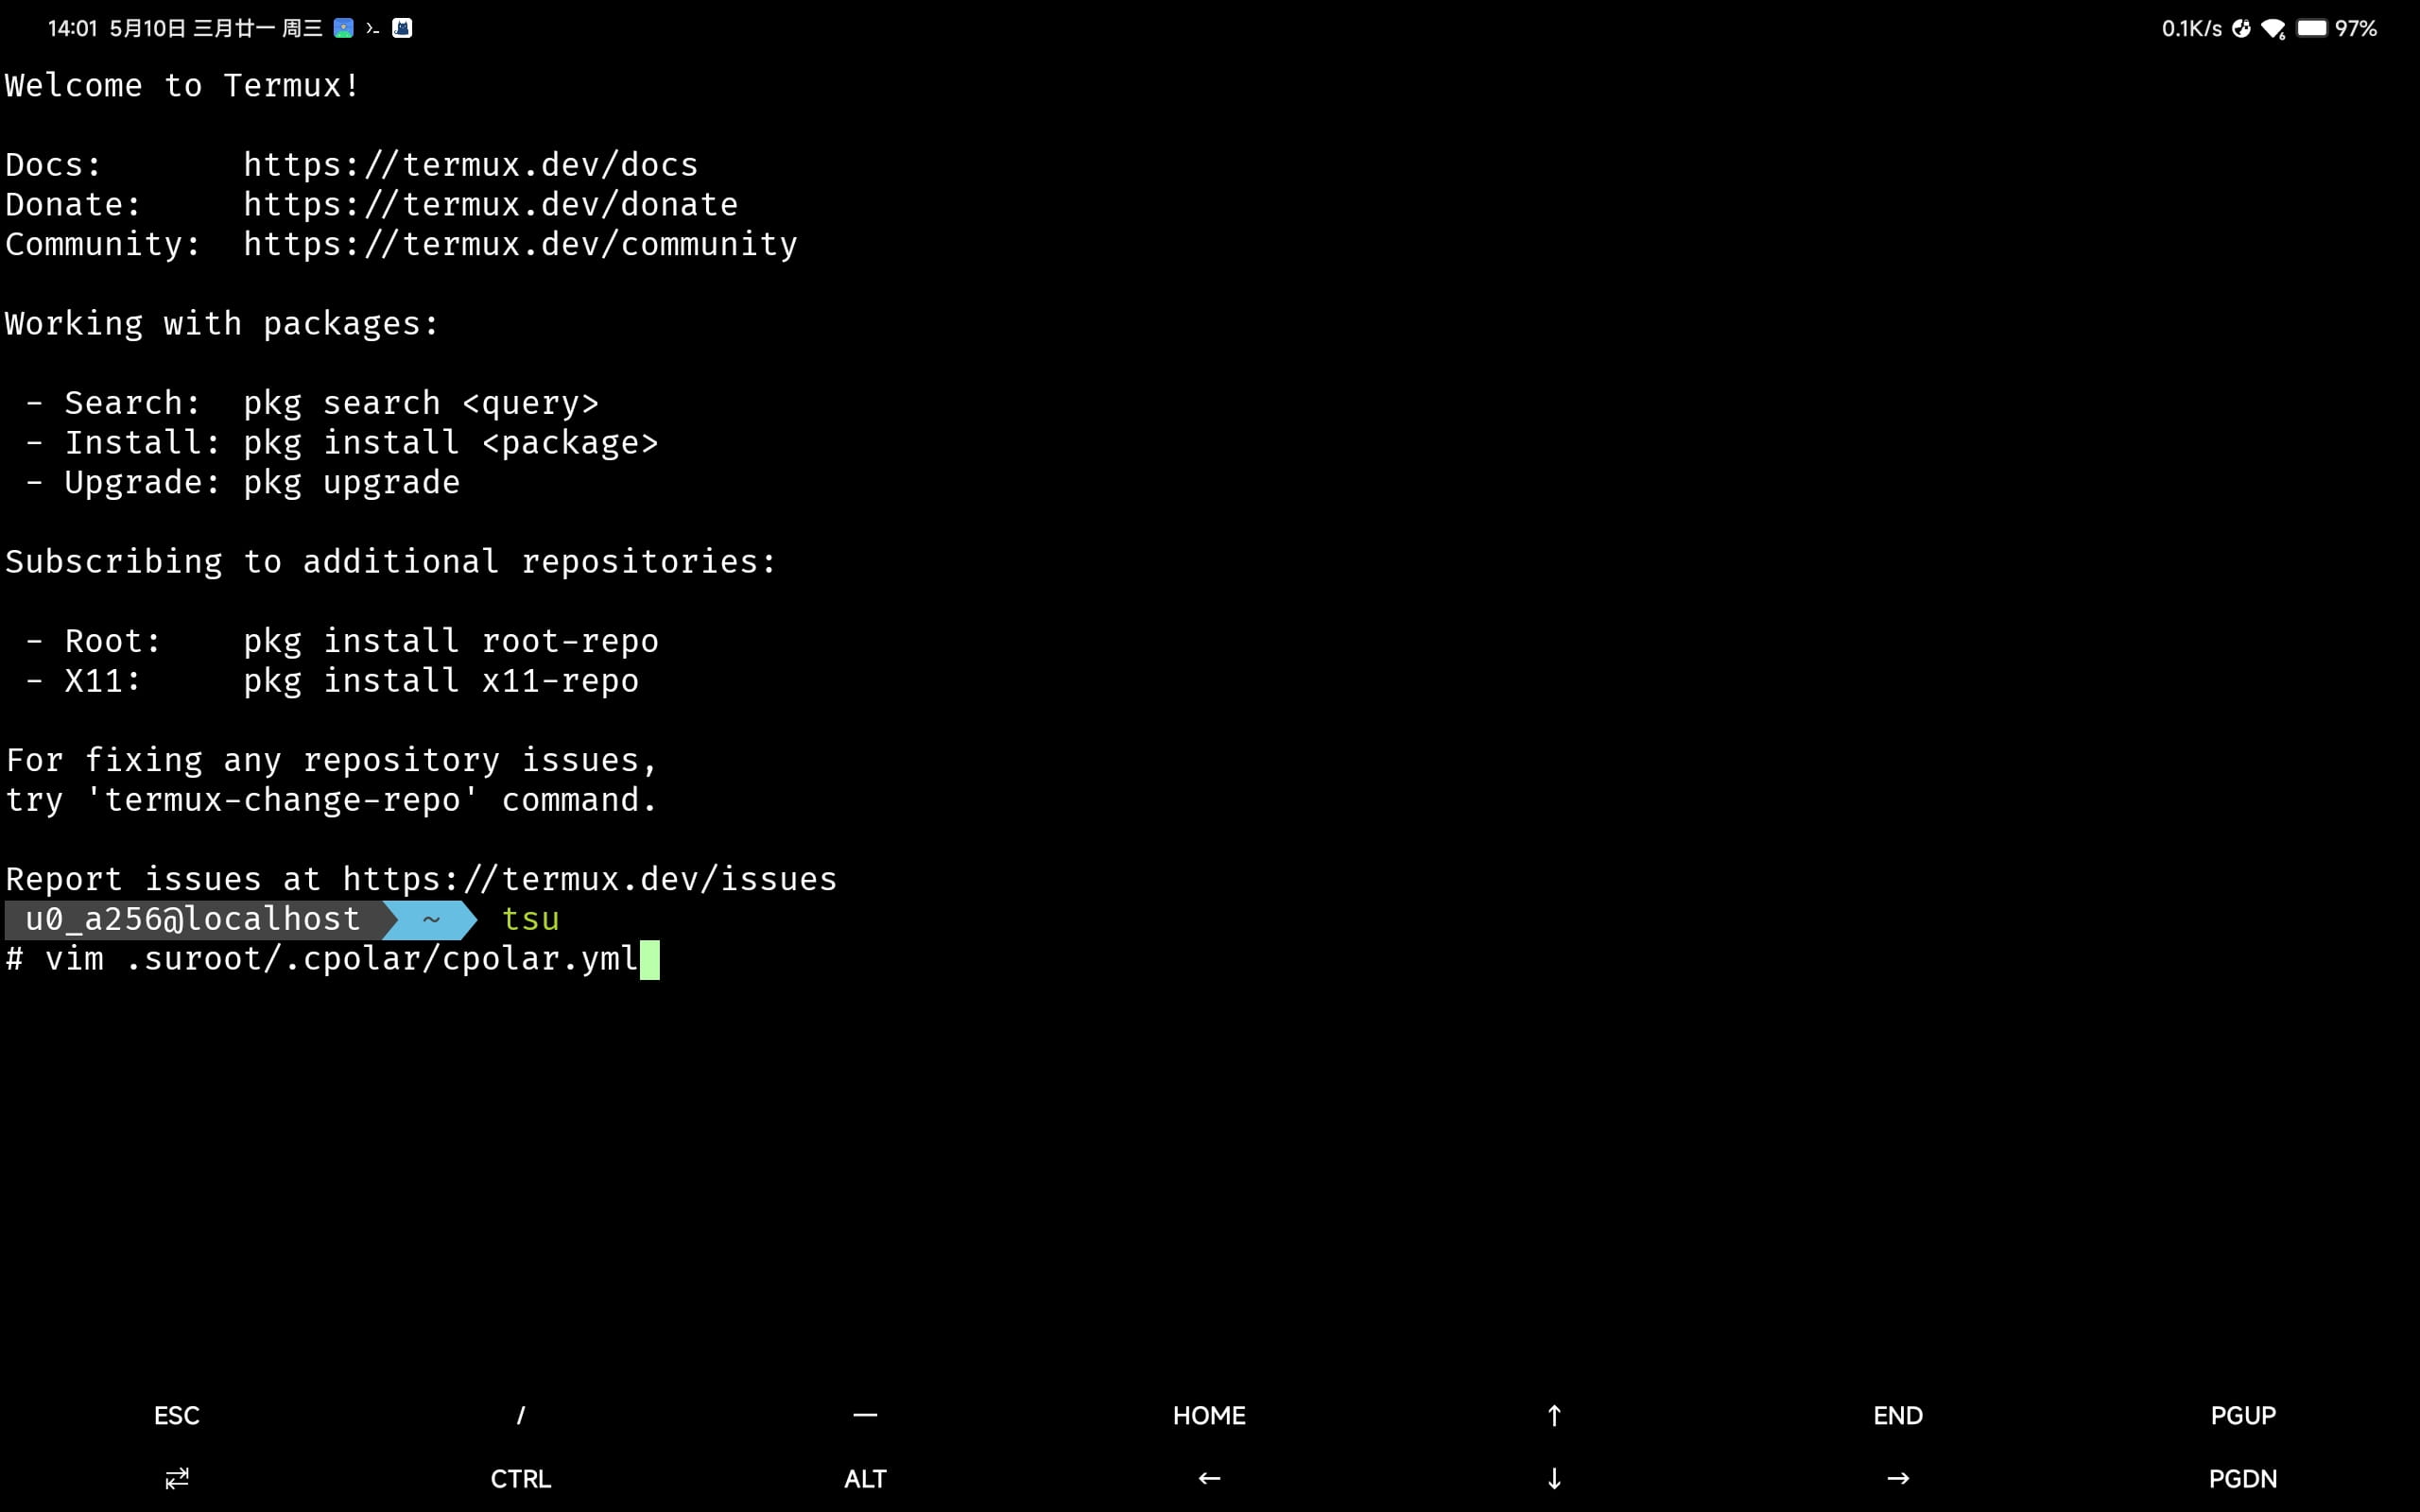 14:01 5月10日 三月廿一 周三 0.1K/s 6 97%
Welcome to Termux!
Docs: https://termux.dev/docs
Donate: https://termux.dev/donate
Community: https://termux.dev/community
Working with packages:
- Search: pkg search <query>
- Install: pkg install <package>
- Upgrade: pkg upgrade
Subscribing to additional repositories:
- Root: pkg install root-repo
- X11: pkg install x11-repo
For fixing any repository issues,
try 'termux-change-repo' command.
Report issues at https://termux.dev/issues
u0_a256@localhost ~ tsu
# vim .suroot/.cpolar/cpolar.yml
ESC / — HOME ↑ END PGUP
⇄ CTRL ALT ← ↓ → PGDN